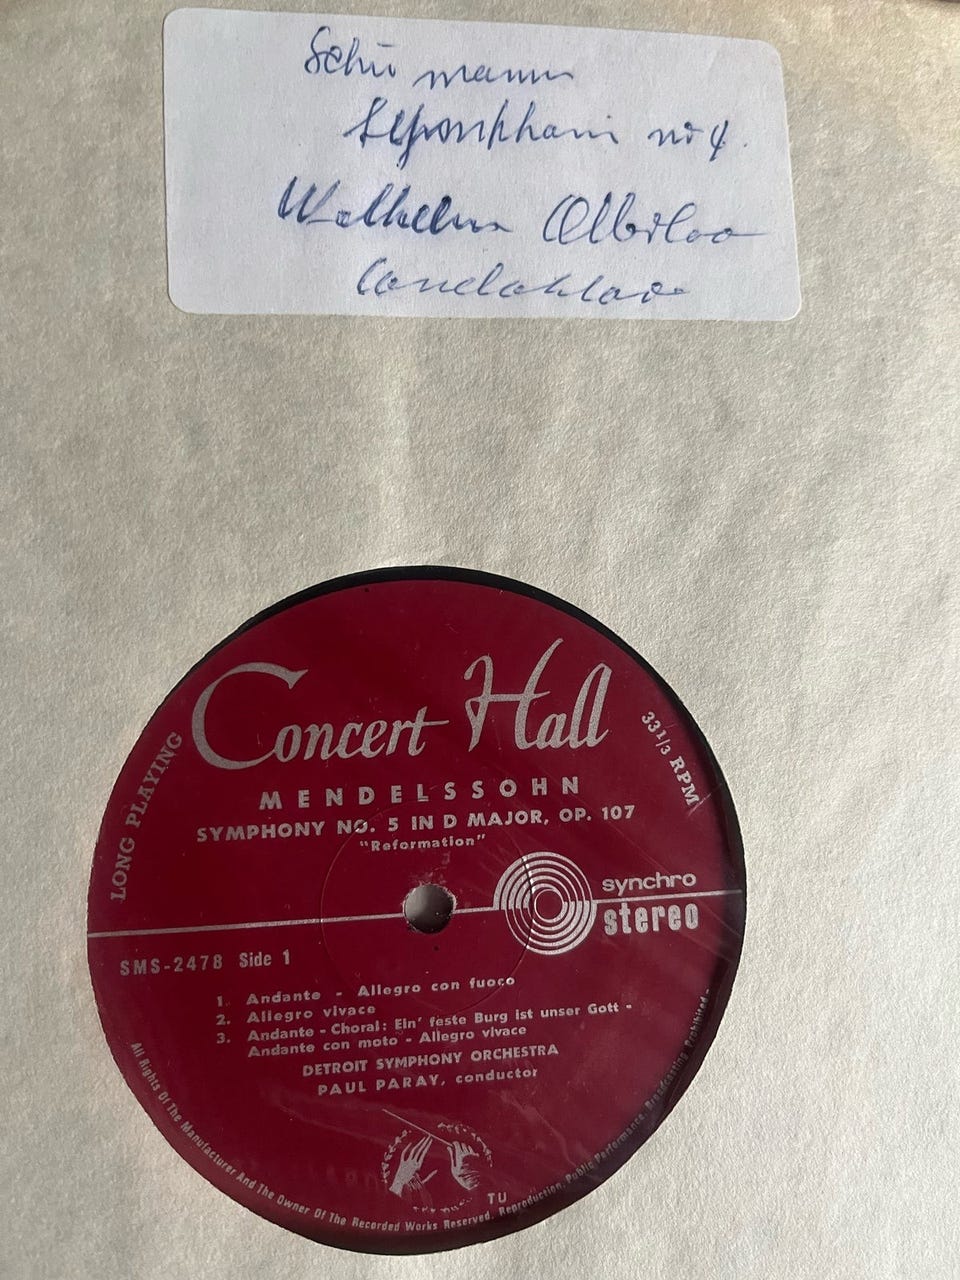 Schumann
nr 4.
Concert Hall
LONG PLAYING
33 1/3 RPM
MENDELSSOHN
SYMPHONY NO. 5 IN D MAJOR, OP. 107
"Reformation"
synchro
stereo
SMS-2478 Side 1
1. Andante - Allegro con fuoco
2. Allegro vivace
3. Andante - Choral: Ein' feste Burg ist unser Gott -
Andante con moto - Allegro vivace
DETROIT SYMPHONY ORCHESTRA
PAUL PARAY, conductor
TU
All Rights Of The Manufacturer And The Owner Of The Recorded Works Reserved. Reproduction, Public Performance, Broadcasting Prohibited -